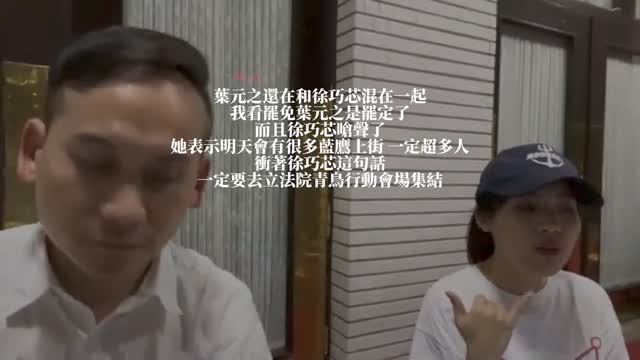 葉元之還在和徐巧芯混在一起
我看罷免葉元之是罷定了
而且徐巧芯嗆聲了
她表示明天會有很多藍鷹上街 一定超多人
衝著徐巧芯這句話
一定要去立法院青鳥行動會場集結